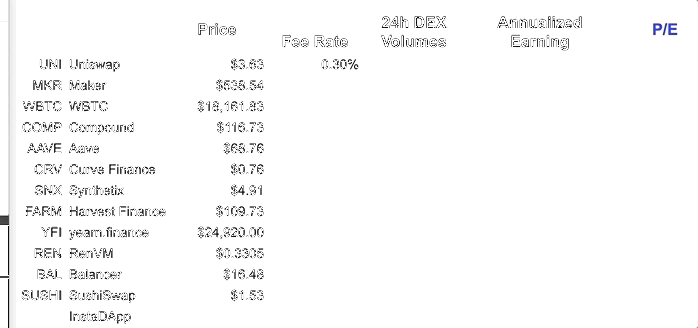 Price Fee Rate 24h DEX Volumes Annualized Earning P/E
UNI Uniswap $3.63 0.30%
MKR Maker $538.54
WBTC WBTC $18,161.83
COMP Compound $116.73
AAVE Aave $68.76
CRV Curve Finance $0.76
SNX Synthetix $4.91
FARM Harvest Finance $109.73
YFI yearn.finance $24,920.00
REN RenVM $0.3305
BAL Balancer $16.48
SUSHI SushiSwap $1.53
InstaDApp